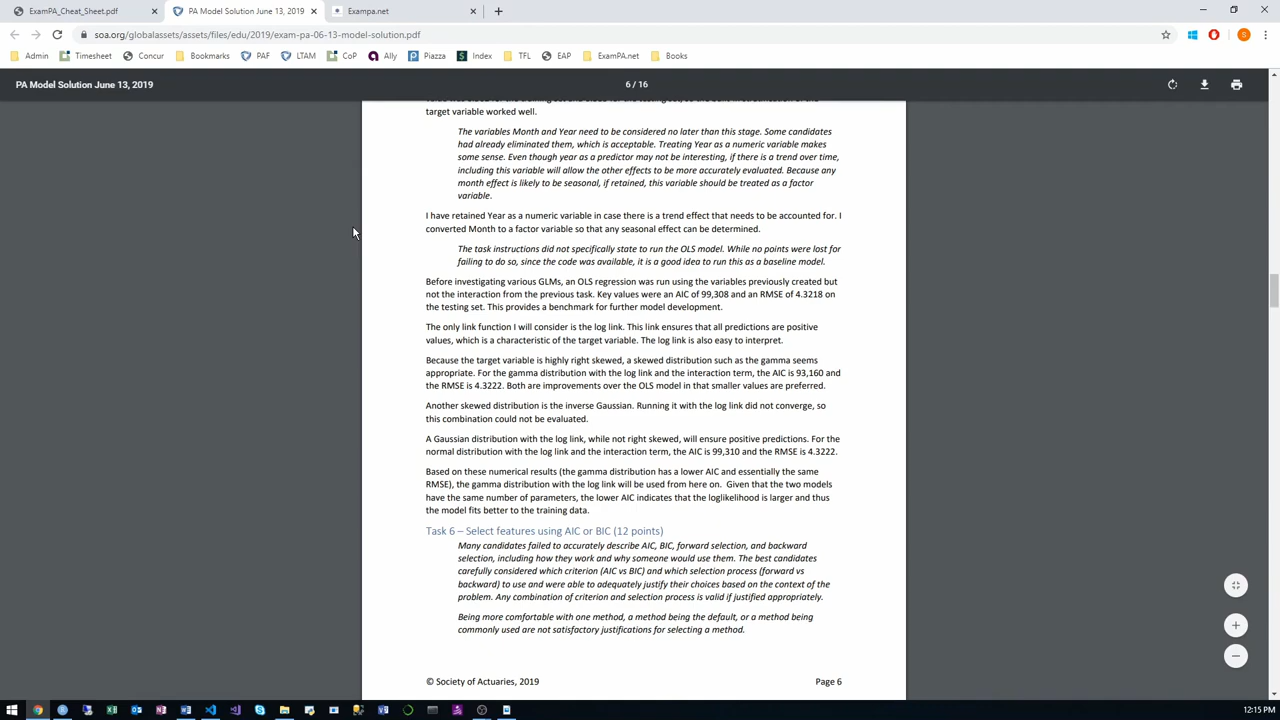 ExamPA_Cheat_Sheet.pdf
PA Model Solution June 13, 2019
Exampa.net
soa.org/globalassets/assets/files/edu/2019/exam-pa-06-13-model-solution.pdf
Admin
Timesheet
Concur
Bookmarks
PAF
LTAM
CoP
Ally
Piazza
Index
TFL
EAP
ExamPA.net
Books
PA Model Solution June 13, 2019
6 / 16
target variable worked well.
The variables Month and Year need to be considered no later than this stage. Some candidates
had already eliminated them, which is acceptable. Treating Year as a numeric variable makes
some sense. Even though year as a predictor may not be interesting, if there is a trend over time,
including this variable will allow the other effects to be more accurately evaluated. Because any
month effect is likely to be seasonal, if retained, this variable should be treated as a factor
variable.
I have retained Year as a numeric variable in case there is a trend effect that needs to be accounted for. I
converted Month to a factor variable so that any seasonal effect can be determined.
The task instructions did not specifically state to run the OLS model. While no points were lost for
failing to do so, since the code was available, it is a good idea to run this as a baseline model.
Before investigating various GLMs, an OLS regression was run using the variables previously created but
not the interaction from the previous task. Key values were an AIC of 99,308 and an RMSE of 4.3218 on
the testing set. This provides a benchmark for further model development.
The only link function I will consider is the log link. This link ensures that all predictions are positive
values, which is a characteristic of the target variable. The log link is also easy to interpret.
Because the target variable is highly right skewed, a skewed distribution such as the gamma seems
appropriate. For the gamma distribution with the log link and the interaction term, the AIC is 93,160 and
the RMSE is 4.3222. Both are improvements over the OLS model in that smaller values are preferred.
Another skewed distribution is the inverse Gaussian. Running it with the log link did not converge, so
this combination could not be evaluated.
A Gaussian distribution with the log link, while not right skewed, will ensure positive predictions. For the
normal distribution with the log link and the interaction term, the AIC is 99,310 and the RMSE is 4.3222.
Based on these numerical results (the gamma distribution has a lower AIC and essentially the same
RMSE), the gamma distribution with the log link will be used from here on. Given that the two models
have the same number of parameters, the lower AIC indicates that the loglikelihood is larger and thus
the model fits better to the training data.
Task 6 – Select features using AIC or BIC (12 points)
Many candidates failed to accurately describe AIC, BIC, forward selection, and backward
selection, including how they work and why someone would use them. The best candidates
carefully considered which criterion (AIC vs BIC) and which selection process (forward vs
backward) to use and were able to adequately justify their choices based on the context of the
problem. Any combination of criterion and selection process is valid if justified appropriately.
Being more comfortable with one method, a method being the default, or a method being
commonly used are not satisfactory justifications for selecting a method.
© Society of Actuaries, 2019
Page 6
12:15 PM